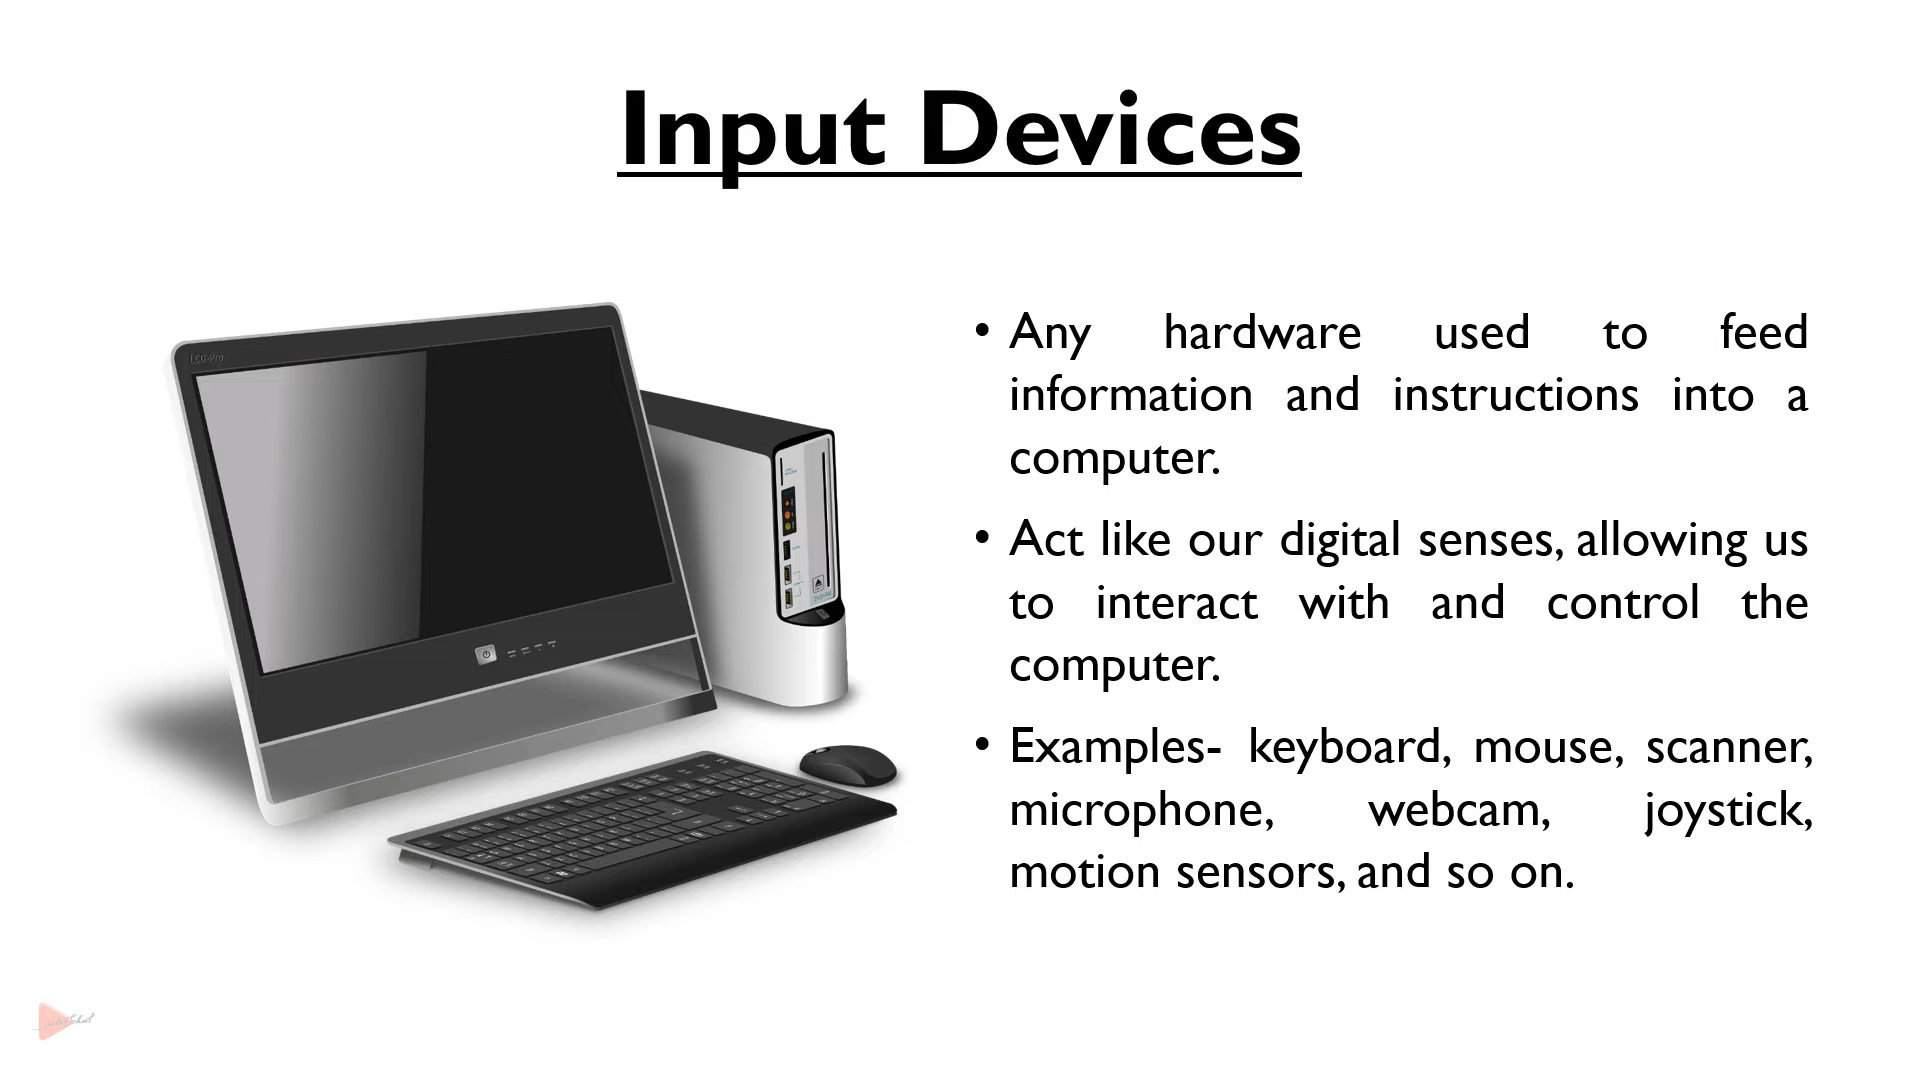 Input Devices
• Any hardware used to feed
information and instructions into a
computer.
• Act like our digital senses, allowing us
to interact with and control the
computer.
• Examples- keyboard, mouse, scanner,
microphone, webcam, joystick,
motion sensors, and so on.
LCD-Pro